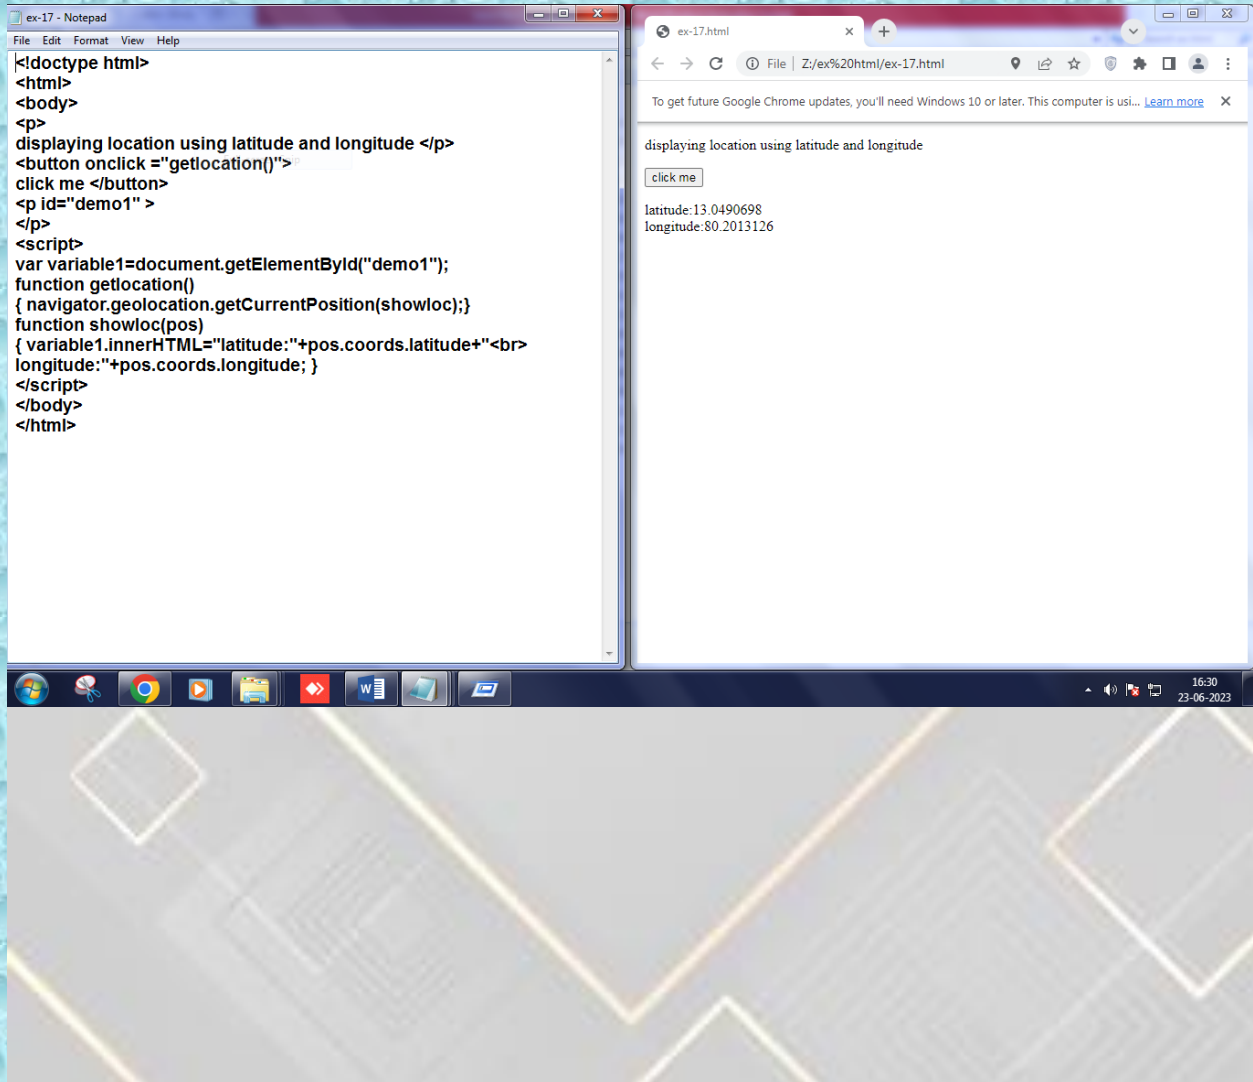 ex-17 - Notepad
File Edit Format View Help
<!doctype html>
<html>
<body>
<p>
displaying location using latitude and longitude </p>
<button onclick ="getlocation()">
click me </button>
<p id="demo1" >
</p>
<script>
var variable1=document.getElementById("demo1");
function getlocation()
{ navigator.geolocation.getCurrentPosition(showloc);}
function showloc(pos)
{ variable1.innerHTML="latitude:"+pos.coords.latitude+"<br>
longitude:"+pos.coords.longitude; }
</script>
</body>
</html>
ex-17.html
File | Z:/ex%20html/ex-17.html
To get future Google Chrome updates, you'll need Windows 10 or later. This computer is usi... Learn more
displaying location using latitude and longitude
click me
latitude:13.0490698
longitude:80.2013126
W
16:30
23-06-2023